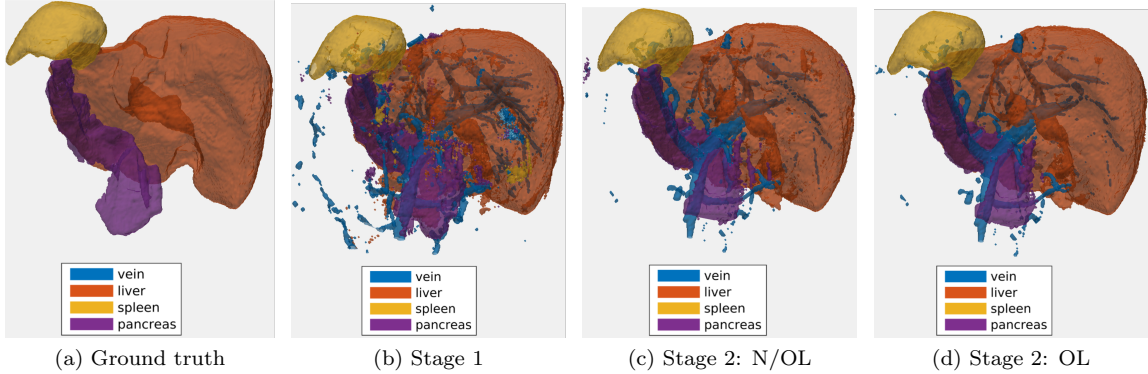 vein
liver
spleen
pancreas
vein
liver
spleen
pancreas
vein
liver
spleen
pancreas
vein
liver
spleen
pancreas
(a) Ground truth
(b) Stage 1
(c) Stage 2: N/OL
(d) Stage 2: OL